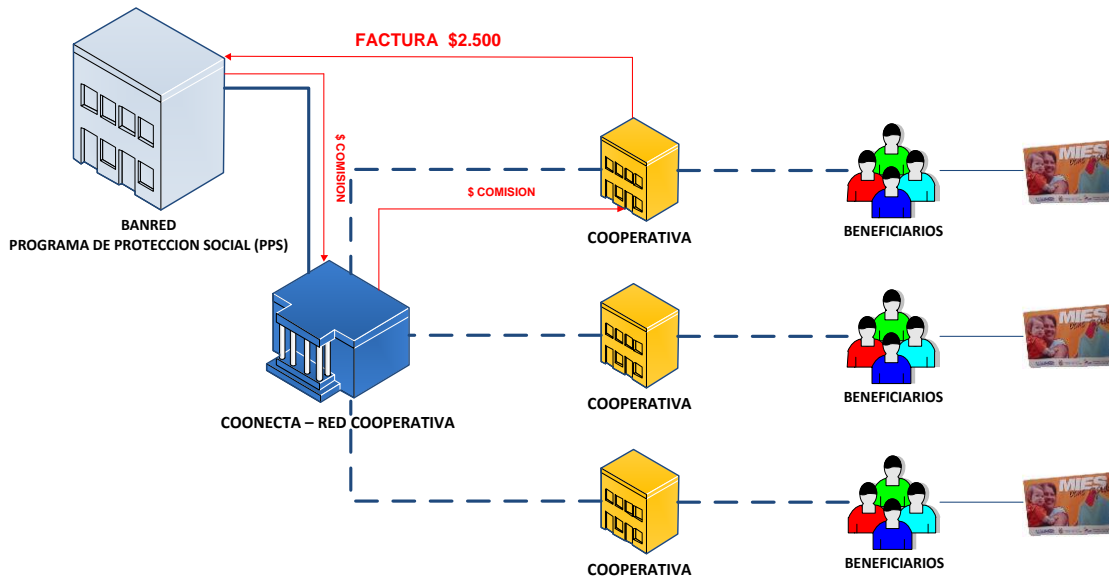 FACTURA $2.500
$ COMISION
$ COMISION
BANRED
PROGRAMA DE PROTECCION SOCIAL (PPS)
COOPERATIVA
BENEFICIARIOS
MIES
COOPERATIVA
BENEFICIARIOS
MIES
COONECTA – RED COOPERATIVA
COOPERATIVA
BENEFICIARIOS
MIES